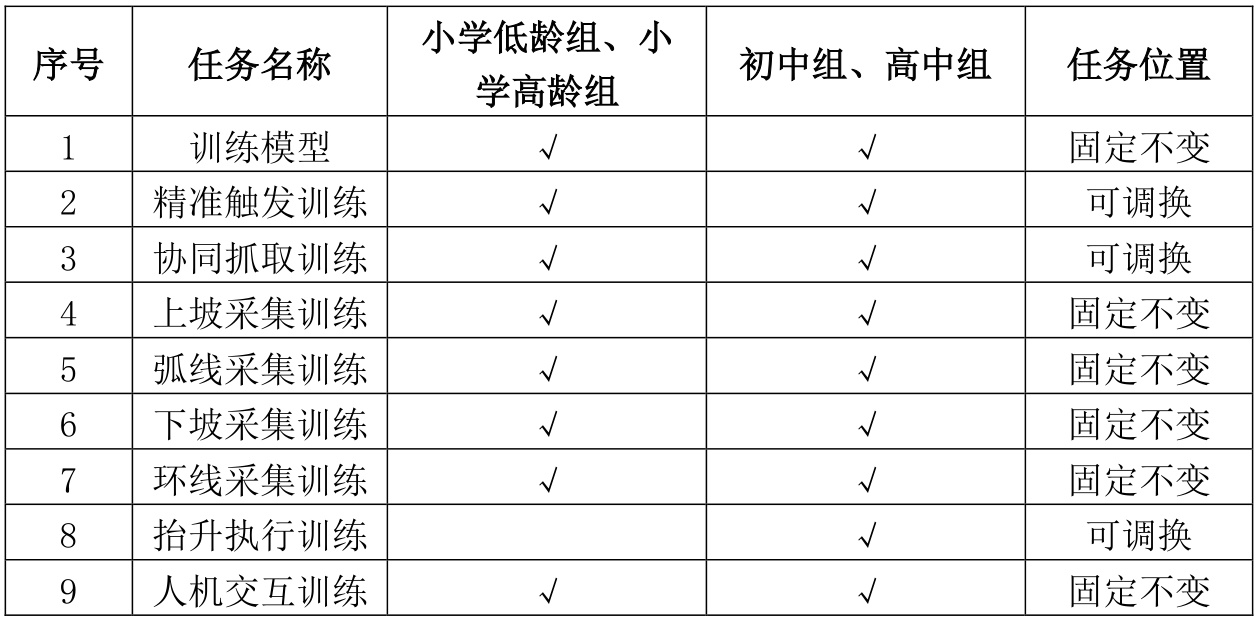 序号 任务名称 小学低龄组、小学高龄组 初中组、高中组 任务位置
1 训练模型 √ √ 固定不变
2 精准触发训练 √ √ 可调换
3 协同抓取训练 √ √ 可调换
4 上坡采集训练 √ √ 固定不变
5 弧线采集训练 √ √ 固定不变
6 下坡采集训练 √ √ 固定不变
7 环线采集训练 √ √ 固定不变
8 抬升执行训练 √ 可调换
9 人机交互训练 √ √ 固定不变